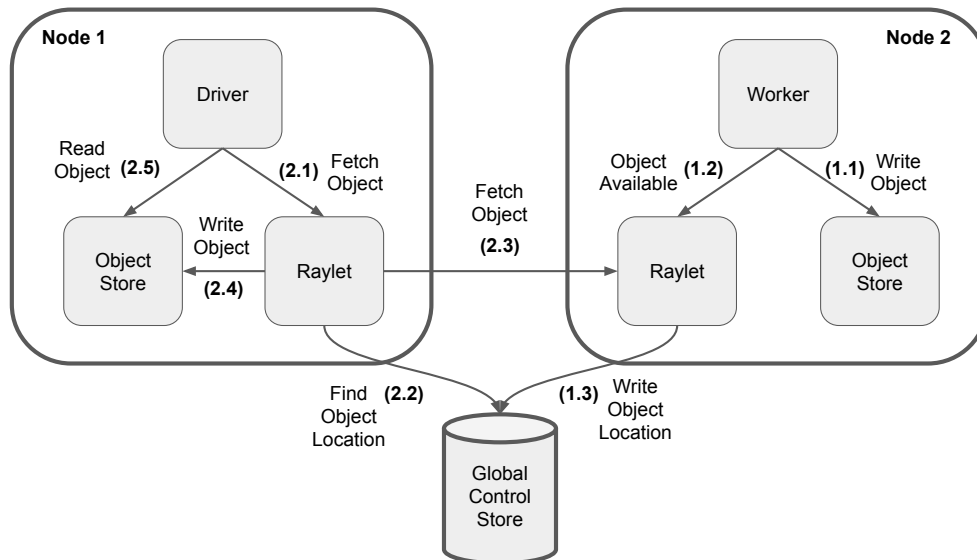 Node 1
Node 2
Driver
Worker
Read
Object
(2.5)
(2.1)
Fetch
Object
Object
Available
(1.2)
(1.1)
Write
Object
Fetch
Object
(2.3)
Write
Object
(2.4)
Object
Store
Raylet
Raylet
Object
Store
Find
Object
Location
(2.2)
(1.3)
Write
Object
Location
Global
Control
Store